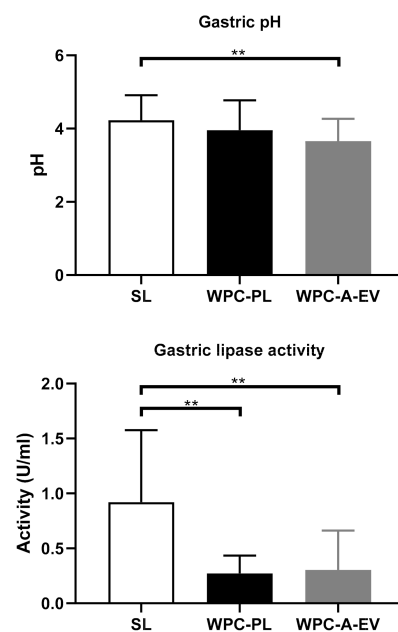 Gastric pH
**
6
4
2
0
pH
SL WPC-PL WPC-A-EV
Gastric lipase activity
**
**
2.0
1.5
1.0
0.5
0.0
Activity (U/ml)
SL WPC-PL WPC-A-EV